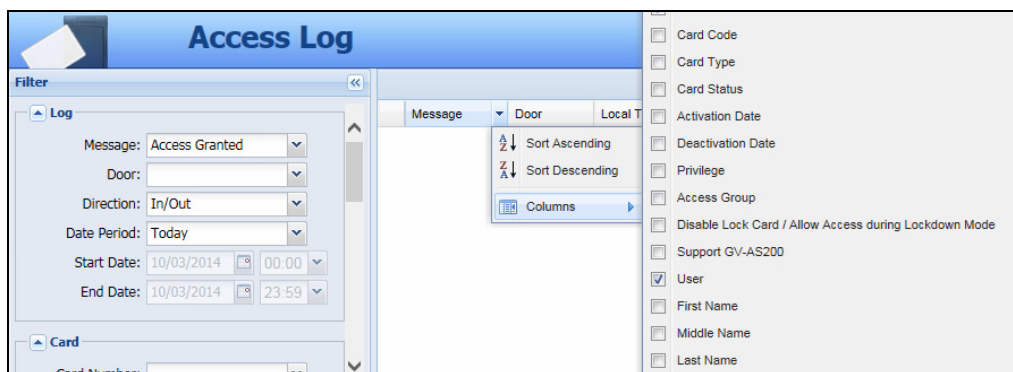 Access Log
Filter
Log
Message: Access Granted
Door:
Direction: In/Out
Date Period: Today
Start Date: 10/03/2014 00:00
End Date: 10/03/2014 23:59
Card
Card Number:
Message Door Local T
Sort Ascending
Sort Descending
Columns
Card Code
Card Type
Card Status
Activation Date
Deactivation Date
Privilege
Access Group
Disable Lock Card / Allow Access during Lockdown Mode
Support GV-AS200
User
First Name
Middle Name
Last Name